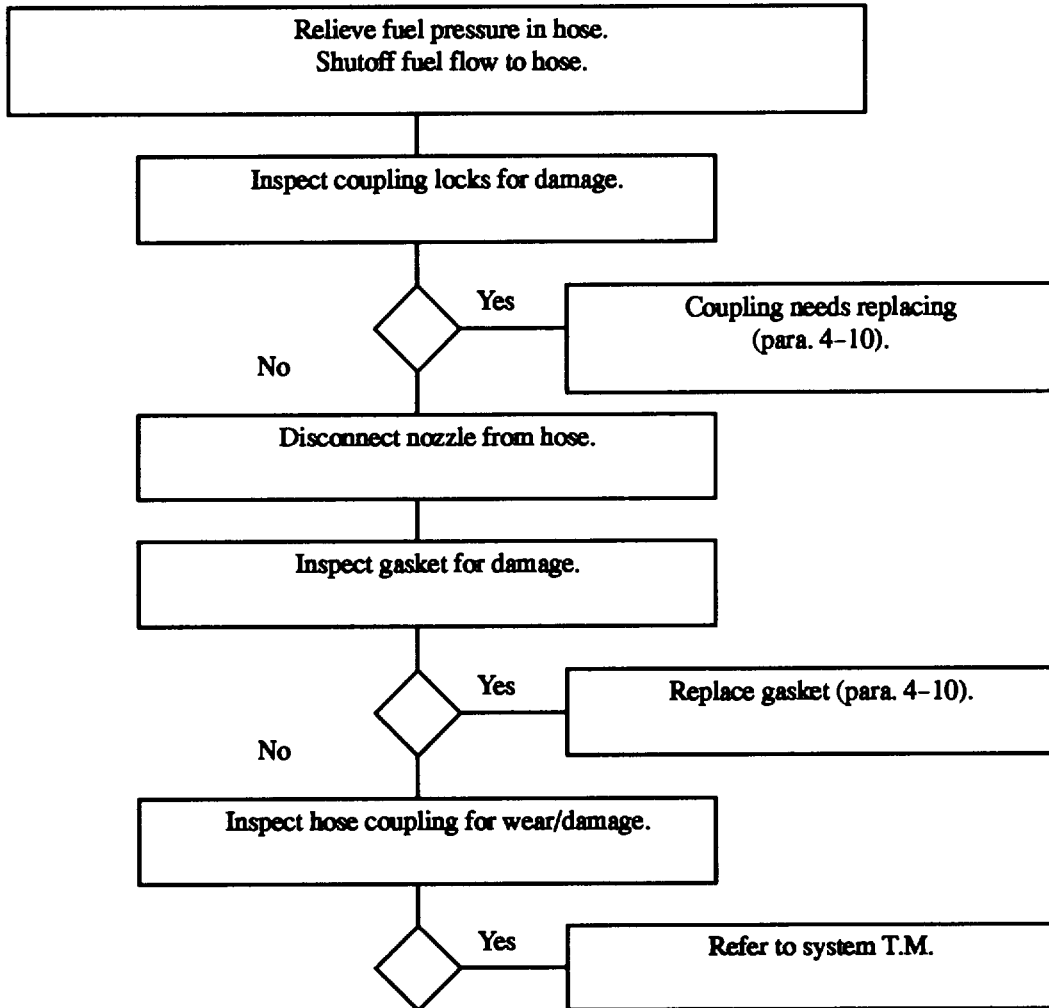 Relieve fuel pressure in hose.
Shutoff fuel flow to hose.
Inspect coupling locks for damage.
Yes
Coupling needs replacing
(para. 4-10).
No
Disconnect nozzle from hose.
Inspect gasket for damage.
Yes
Replace gasket (para. 4-10).
No
Inspect hose coupling for wear/damage.
Yes
Refer to system T.M.